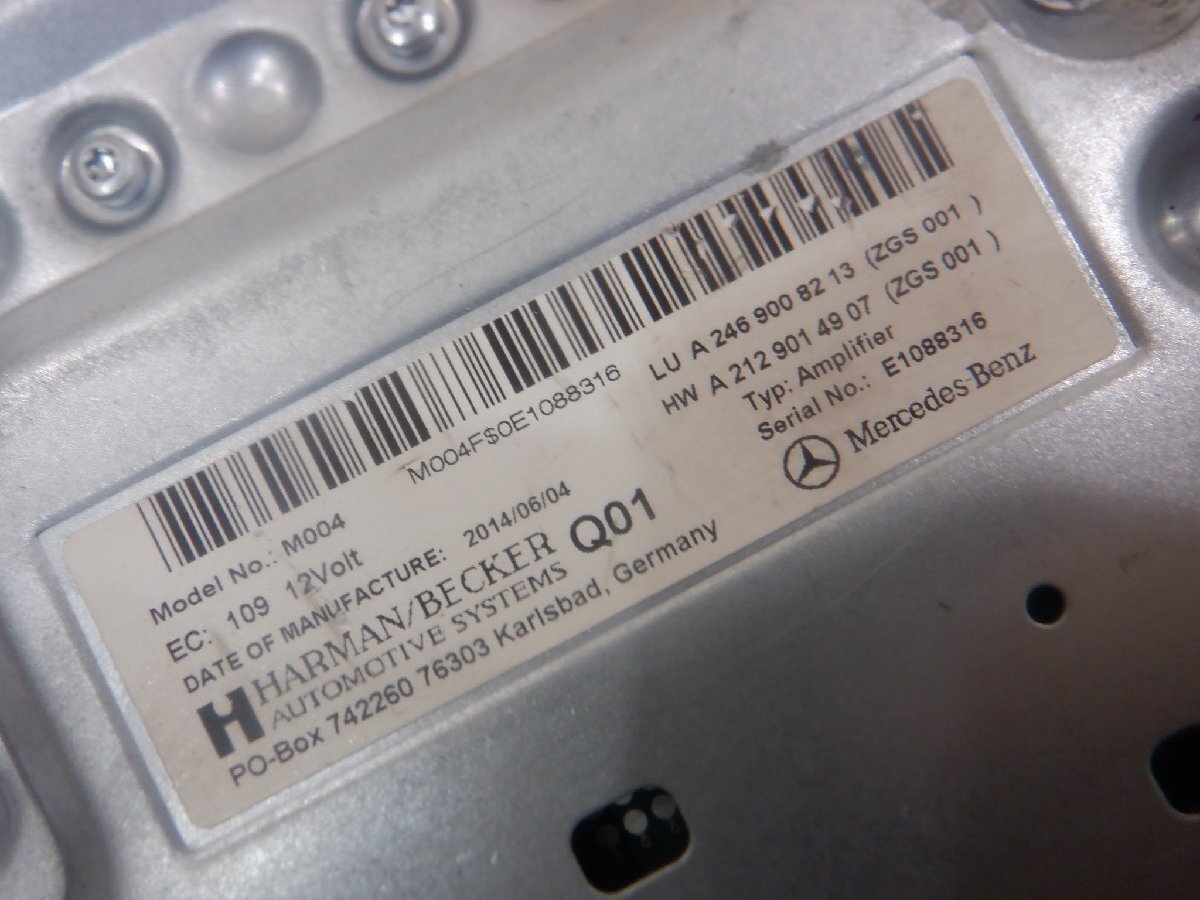 M004F$0E1088316
LU A 246 900 82 13 (ZGS 001 )
HW A 212 901 49 07 (ZGS 001 )
Typ: Amplifier
Serial No.: E1088316
Mercedes-Benz
Model No.: M004
EC: 109 12Volt
DATE OF MANUFACTURE: 2014/06/04
HARMAN/BECKER Q01
AUTOMOTIVE SYSTEMS
PO-Box 742260 76303 Karlsbad, Germany